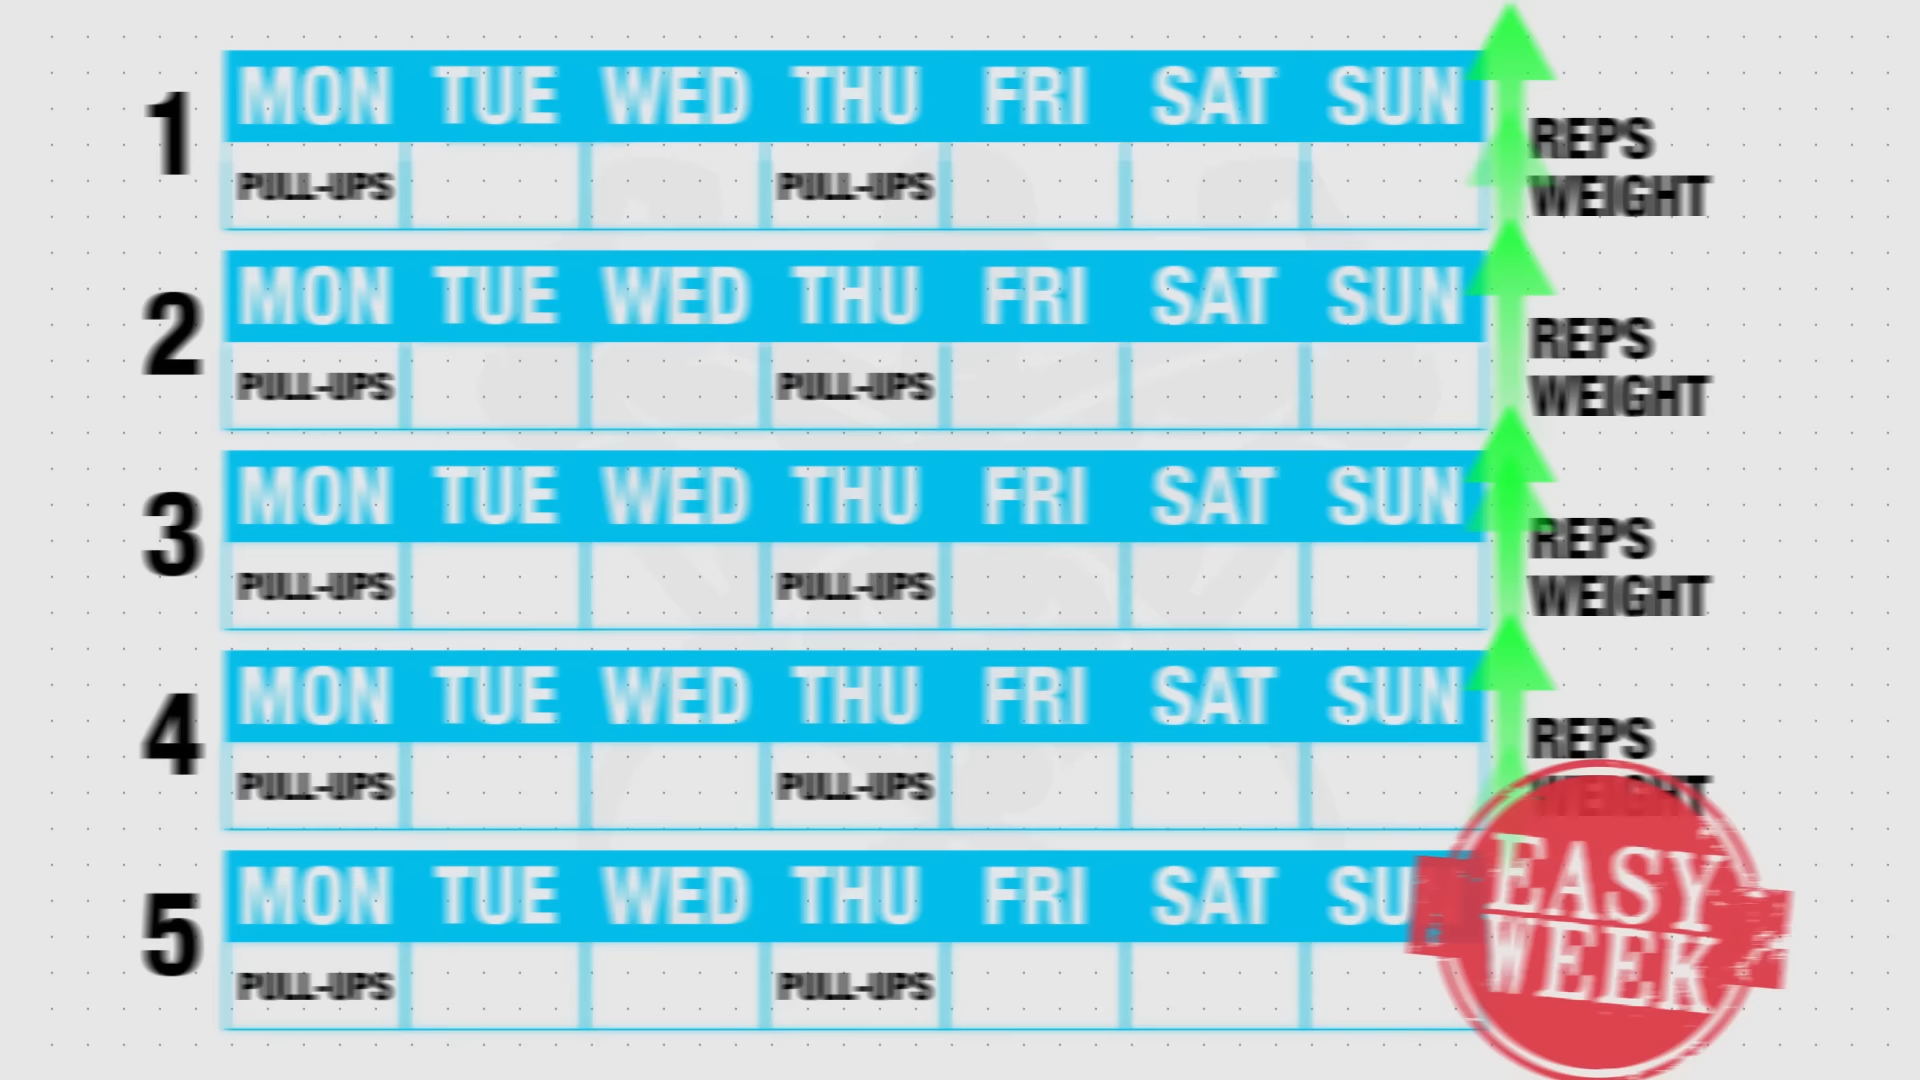 1 MON TUE WED THU FRI SAT SUN
PULL-UPS PULL-UPS
REPS
WEIGHT
2 MON TUE WED THU FRI SAT SUN
PULL-UPS PULL-UPS
REPS
WEIGHT
3 MON TUE WED THU FRI SAT SUN
PULL-UPS PULL-UPS
REPS
WEIGHT
4 MON TUE WED THU FRI SAT SUN
PULL-UPS PULL-UPS
REPS
WEIGHT
5 MON TUE WED THU FRI SAT SU
PULL-UPS PULL-UPS
EASY
WEEK